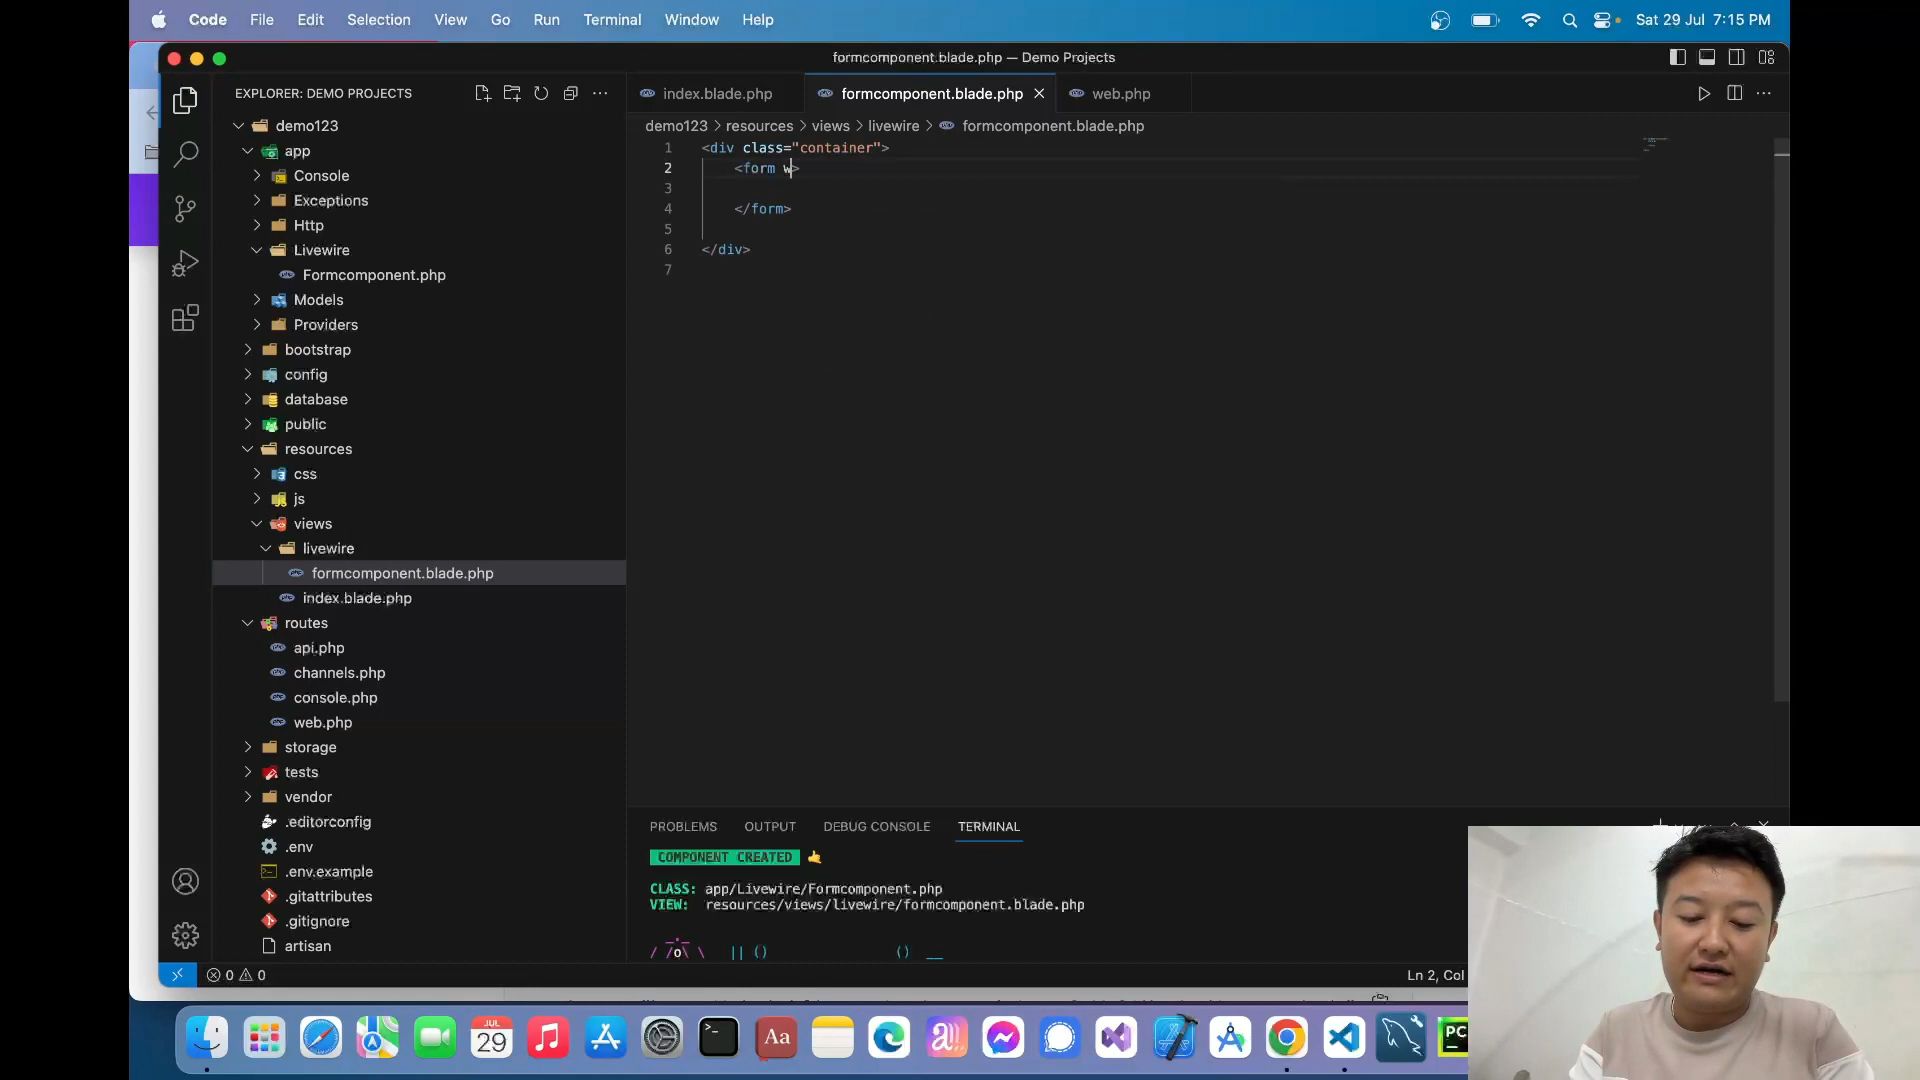 Code File Edit Selection View Go Run Terminal Window Help Sat 29 Jul 7:15 PM
formcomponent.blade.php — Demo Projects
EXPLORER: DEMO PROJECTS
index.blade.php formcomponent.blade.php web.php
demo123 > resources > views > livewire > formcomponent.blade.php
demo123
app
Console
Exceptions
Http
Livewire
Formcomponent.php
Models
Providers
bootstrap
config
database
public
resources
css
js
views
livewire
formcomponent.blade.php
index.blade.php
routes
api.php
channels.php
console.php
web.php
storage
tests
vendor
.editorconfig
.env
.env.example
.gitattributes
.gitignore
artisan
1 <div class="container">
2 <form w>
3
4 </form>
5
6 </div>
7
PROBLEMS OUTPUT DEBUG CONSOLE TERMINAL
COMPONENT CREATED
CLASS: app/Livewire/Formcomponent.php
VIEW: resources/views/livewire/formcomponent.blade.php
0 0
Ln 2, Col
JUL
29
Aa
PC